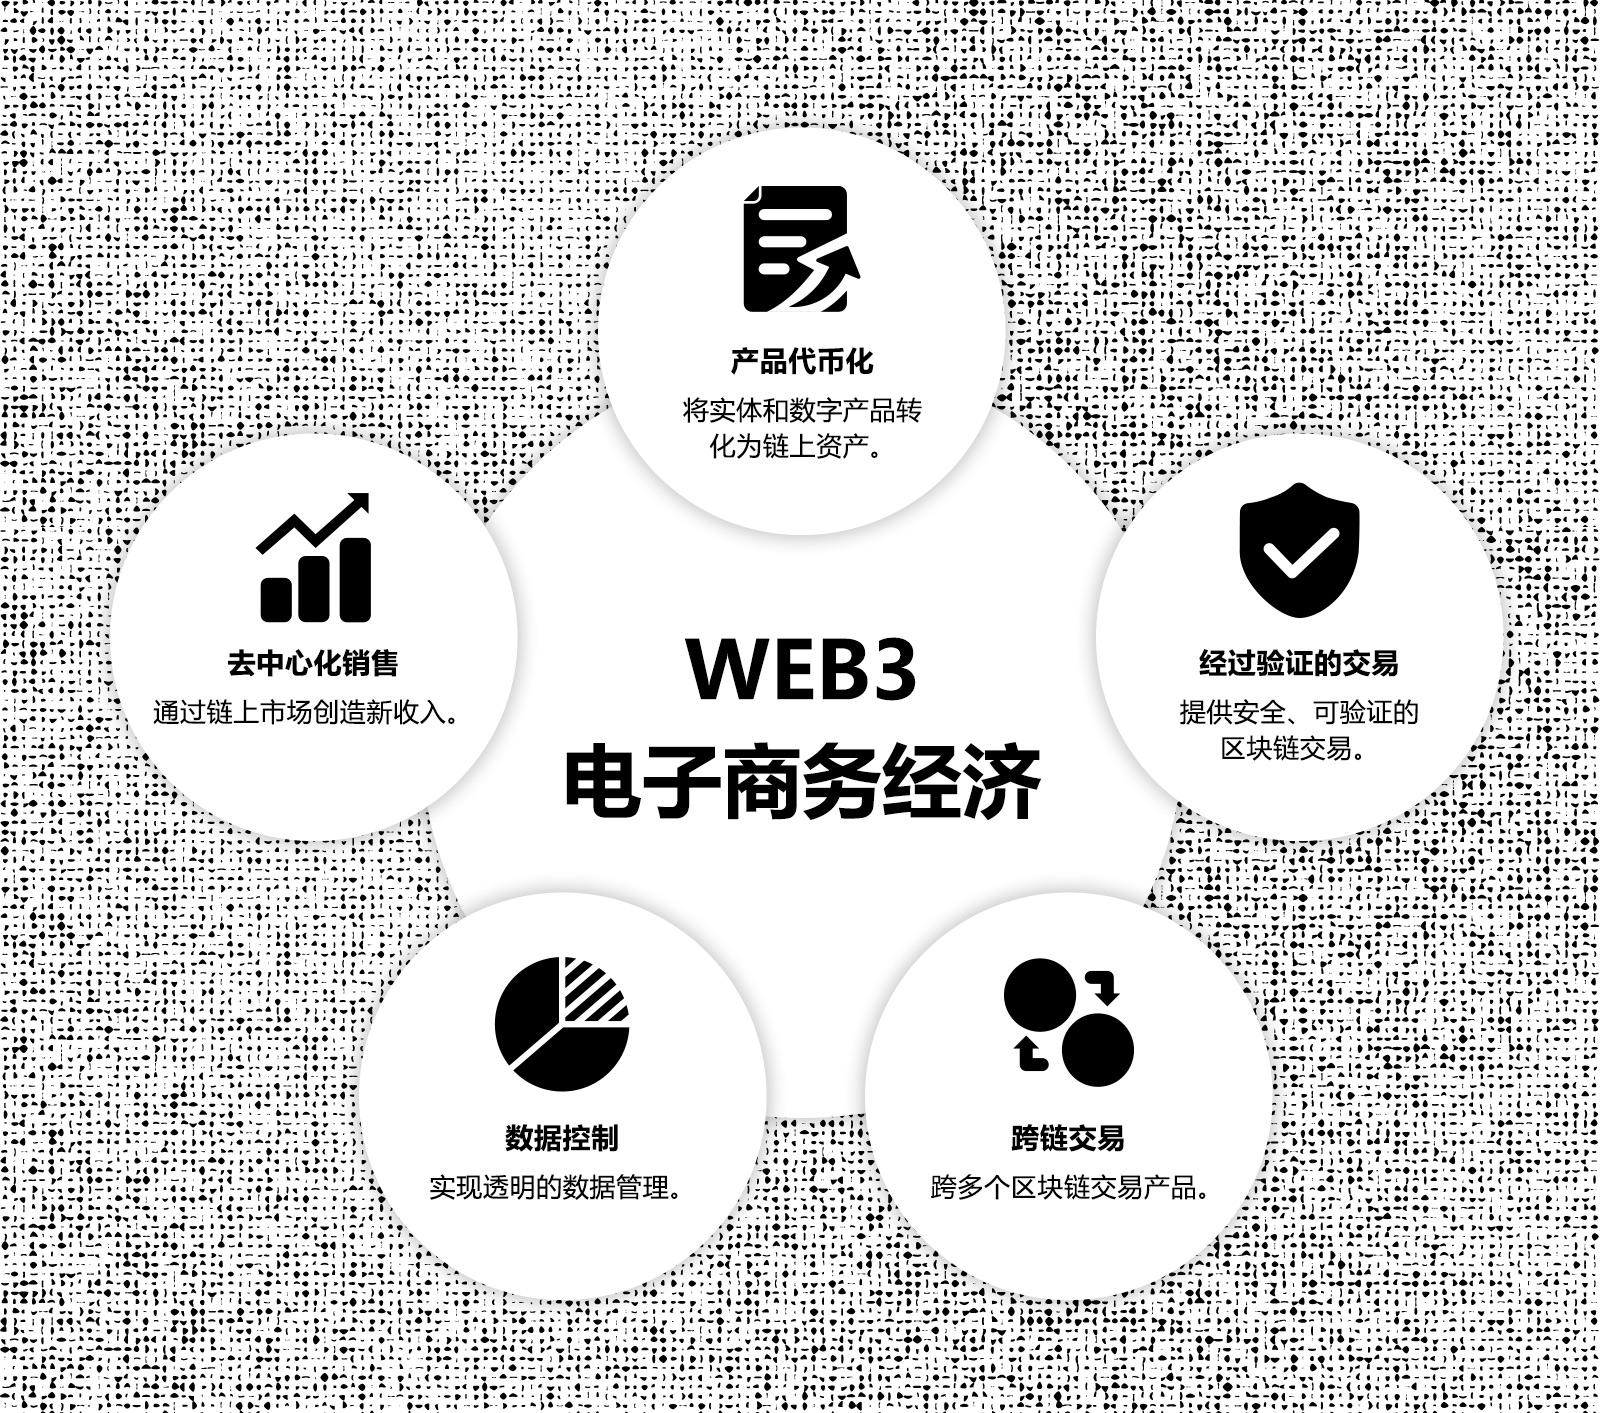 产品代币化
将实体和数字产品转
化为链上资产。
去中心化销售
通过链上市场创造新收入。
经过验证的交易
提供安全、可验证的
区块链交易。
WEB3
电子商务经济
数据控制
实现透明的数据管理。
跨链交易
跨多个区块链交易产品。